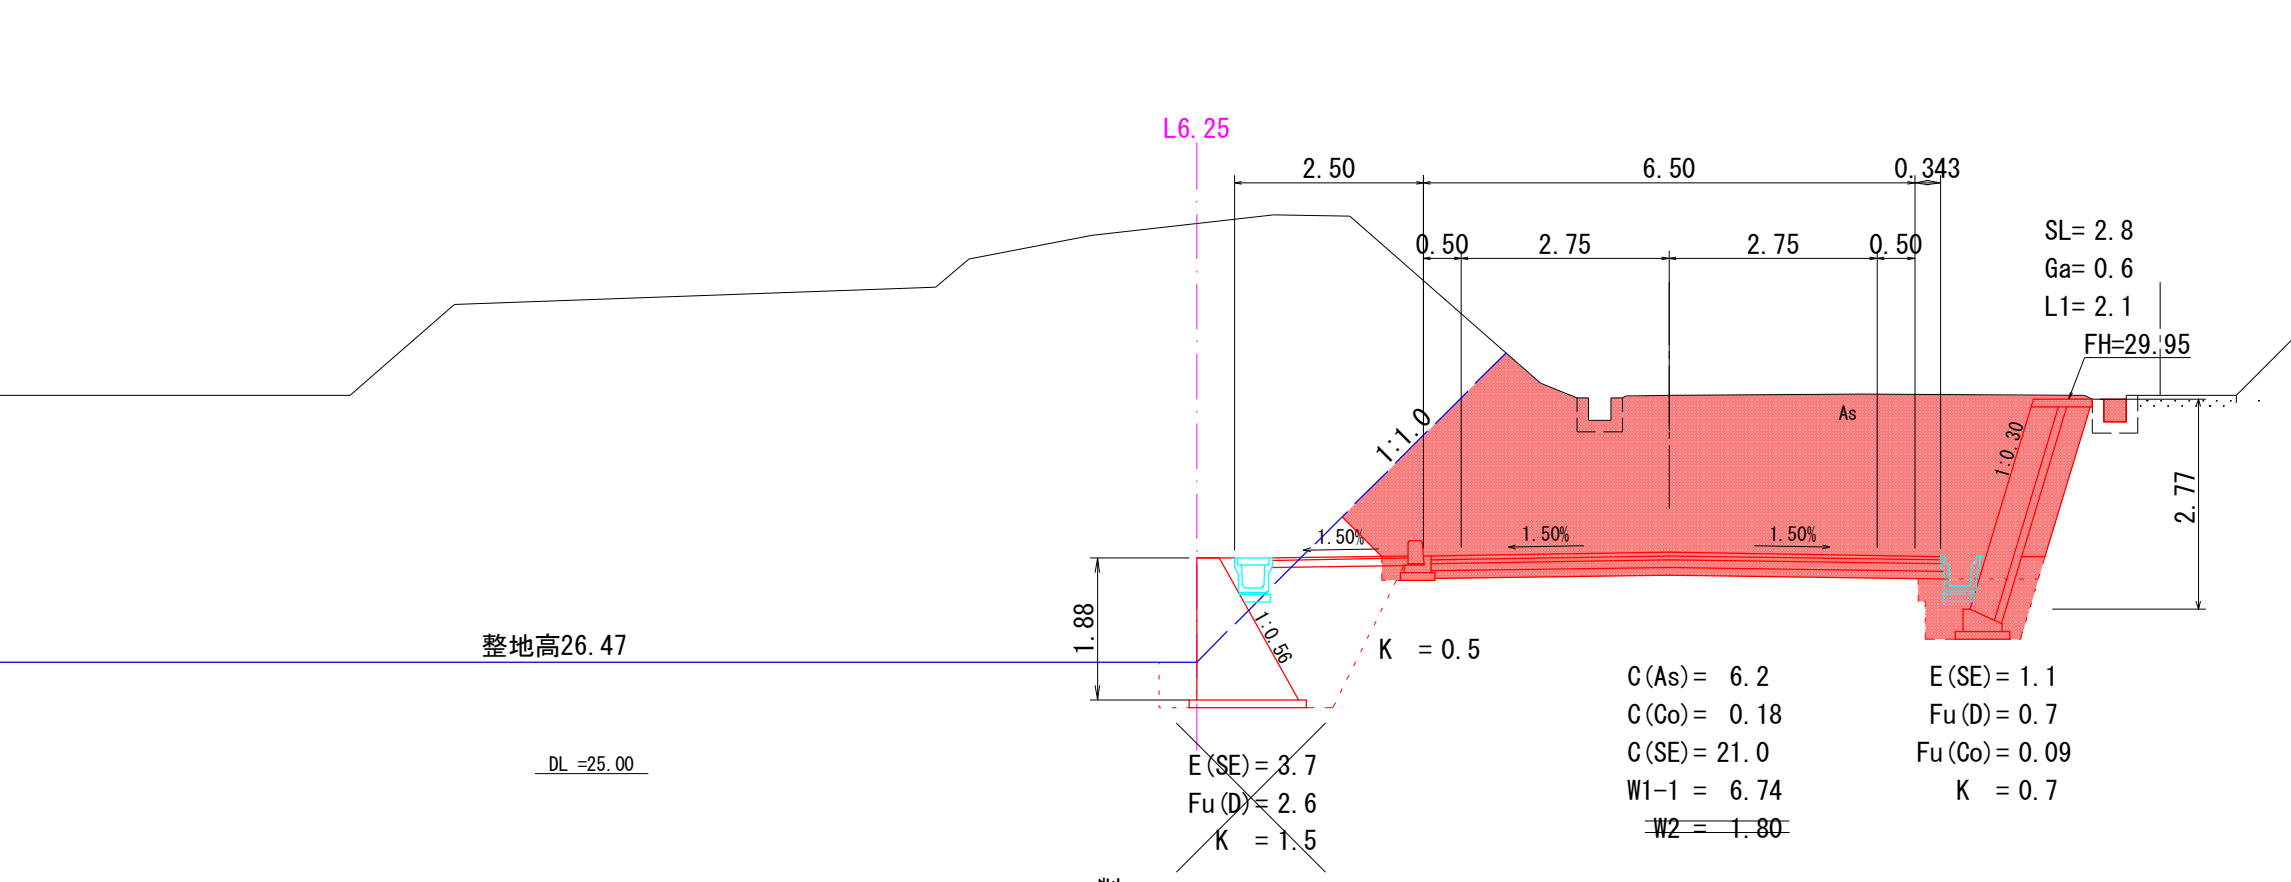 L6.25
2.50
6.50
0.343
0.50
2.75
2.75
0.50
SL= 2.8
Ga= 0.6
L1= 2.1
FH=29.95
As
1:1.0
1:0.30
2.77
1.50%
1.50%
1.50%
1.88
1:0.56
整地高26.47
K = 0.5
DL =25.00
E(SE)= 3.7
Fu(D)= 2.6
K = 1.5
C(As)= 6.2
C(Co)= 0.18
C(SE)= 21.0
W1-1 = 6.74
W2 = 1.80
E(SE)= 1.1
Fu(D)= 0.7
Fu(Co)= 0.09
K = 0.7